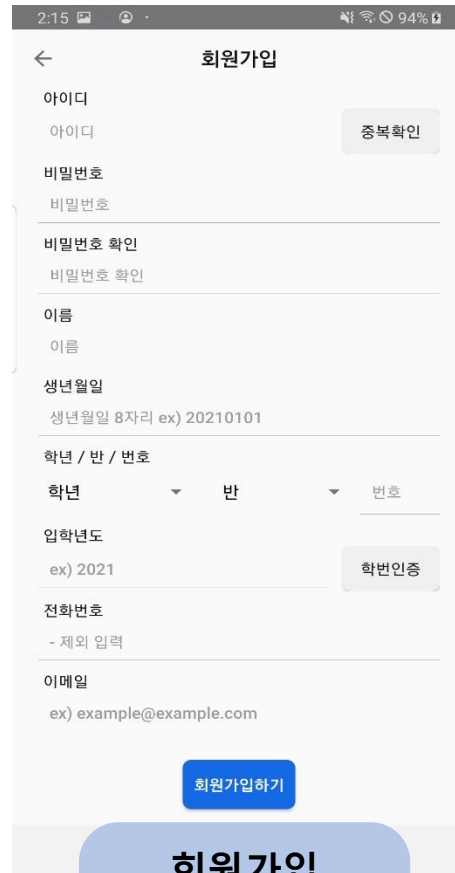 2:15 94%
회원가입
아이디
아이디 중복확인
비밀번호
비밀번호
비밀번호 확인
비밀번호 확인
이름
이름
생년월일
생년월일 8자리 ex) 20210101
학년 / 반 / 번호
학년 반 번호
입학년도
ex) 2021 학번인증
전화번호
- 제외 입력
이메일
ex) example@example.com
회원가입하기
회원가입